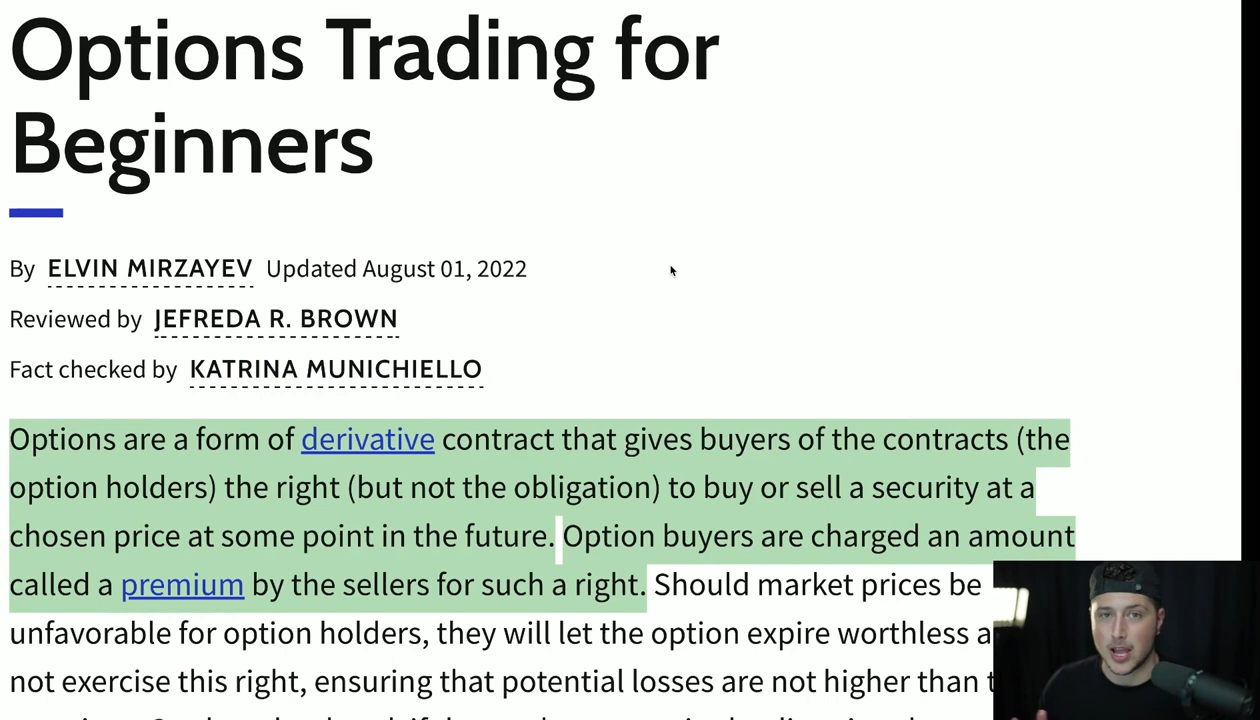 Options Trading for
Beginners
By ELVIN MIRZAYEV Updated August 01, 2022
Reviewed by JEFREDA R. BROWN
Fact checked by KATRINA MUNICHIELLO
Options are a form of derivative contract that gives buyers of the contracts (the
option holders) the right (but not the obligation) to buy or sell a security at a
chosen price at some point in the future. Option buyers are charged an amount
called a premium by the sellers for such a right. Should market prices be
unfavorable for option holders, they will let the option expire worthless
not exercise this right, ensuring that potential losses are not higher than